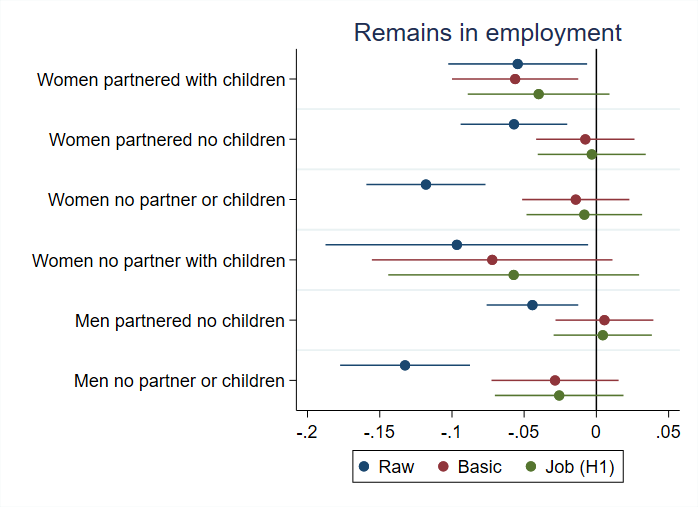 Remains in employment
Women partnered with children
Women partnered no children
Women no partner or children
Women no partner with children
Men partnered no children
Men no partner or children
-.2 -.15 -.1 -.05 0 .05
Raw Basic Job (H1)